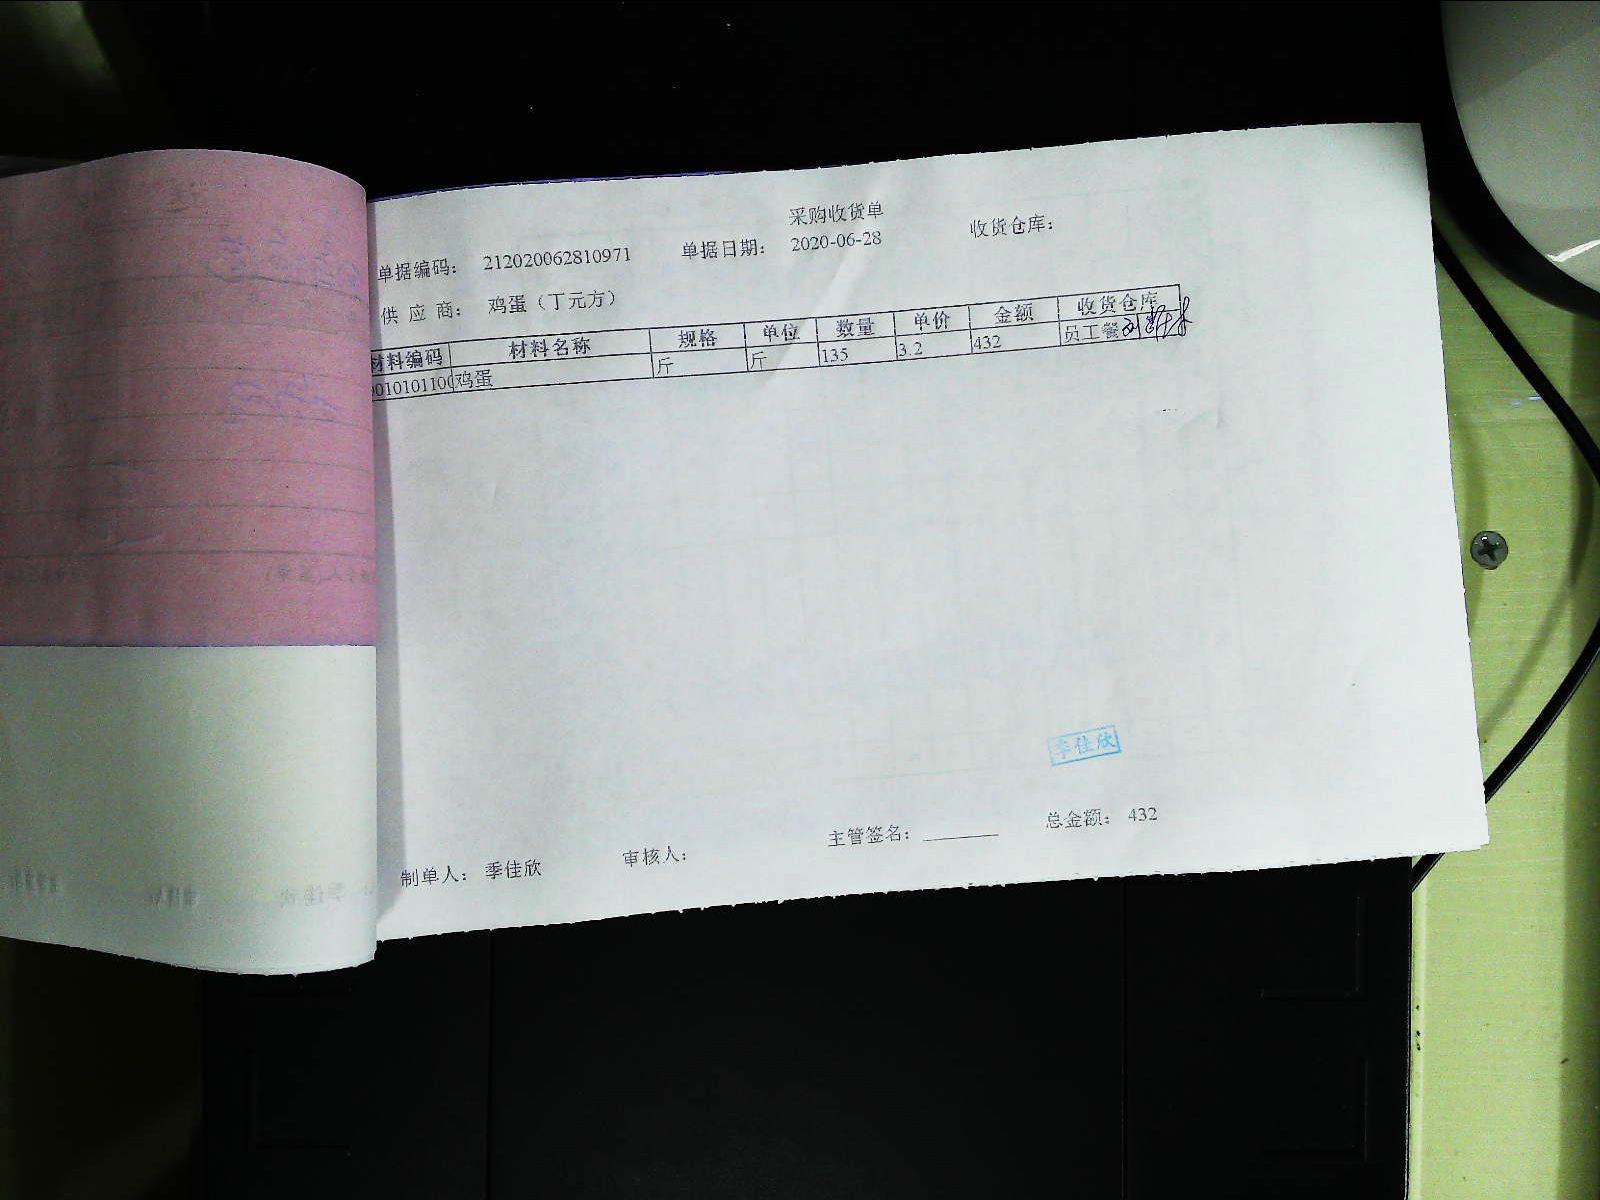 采购收货单
单据编码: 212020062810971 单据日期: 2020-06-28 收货仓库:
供应商: 鸡蛋（丁元方）
材料编码 材料名称 规格 单位 数量 单价 金额 收货仓库
0010101100 鸡蛋 斤 斤 135 3.2 432 员工餐
季佳欣
制单人: 季佳欣 审核人: 主管签名: ______ 总金额: 432